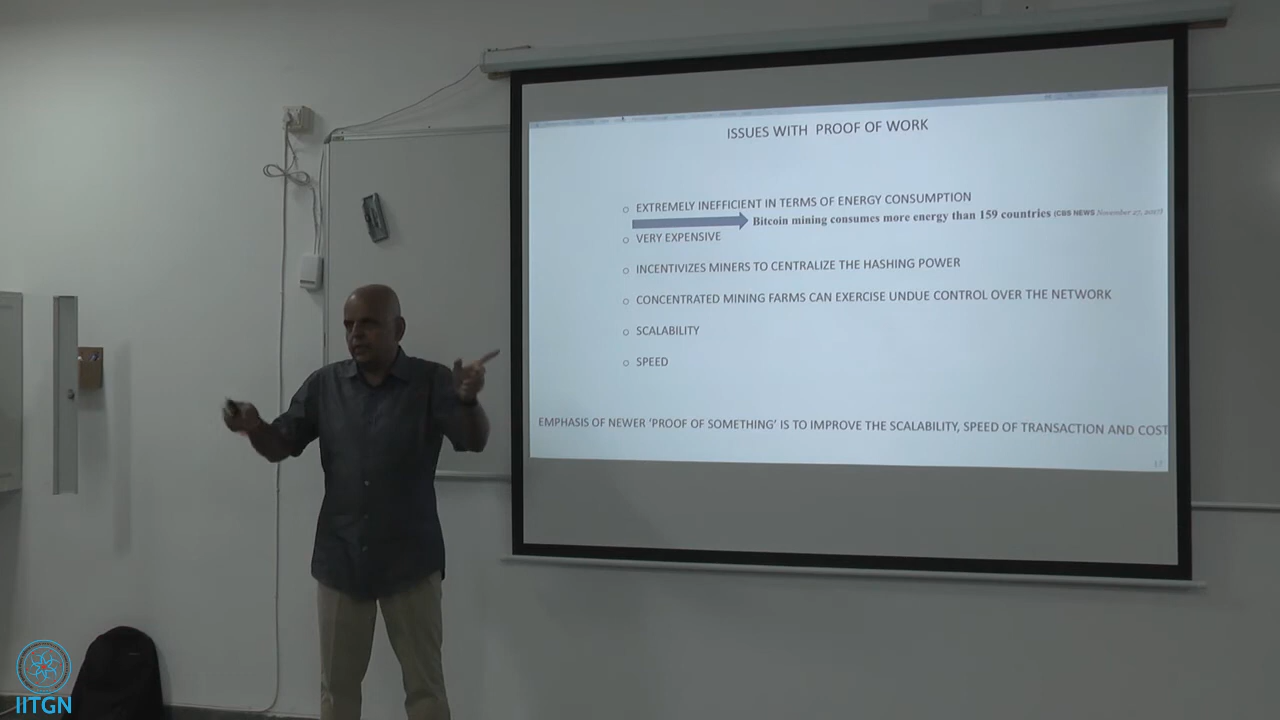 ISSUES WITH PROOF OF WORK
EXTREMELY INEFFICIENT IN TERMS OF ENERGY CONSUMPTION
Bitcoin mining consumes more energy than 159 countries (CBS NEWS November 27, 2017)
VERY EXPENSIVE
INCENTIVIZES MINERS TO CENTRALIZE THE HASHING POWER
CONCENTRATED MINING FARMS CAN EXERCISE UNDUE CONTROL OVER THE NETWORK
SCALABILITY
SPEED
EMPHASIS OF NEWER ‘PROOF OF SOMETHING’ IS TO IMPROVE THE SCALABILITY, SPEED OF TRANSACTION AND COST
17
IITGN